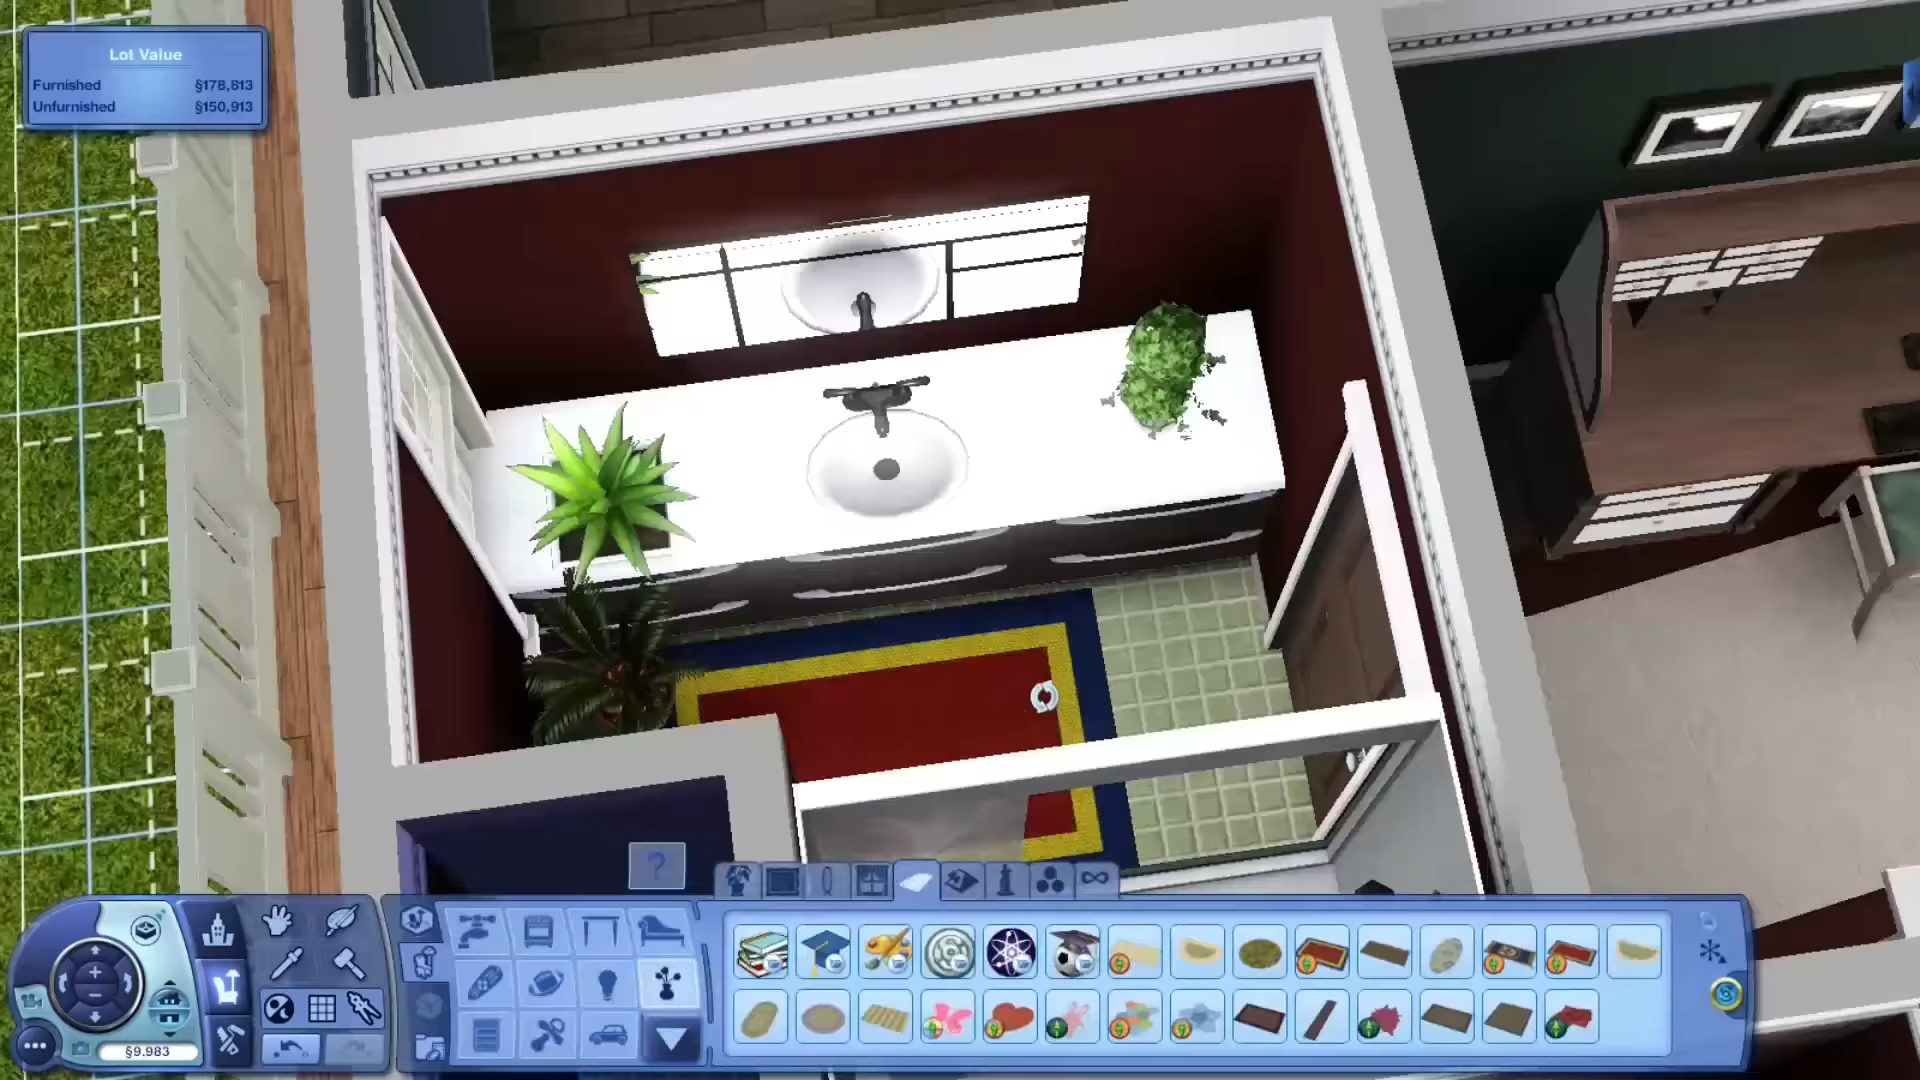 Lot Value
Furnished §178,813
Unfurnished §150,913
?
§9.983